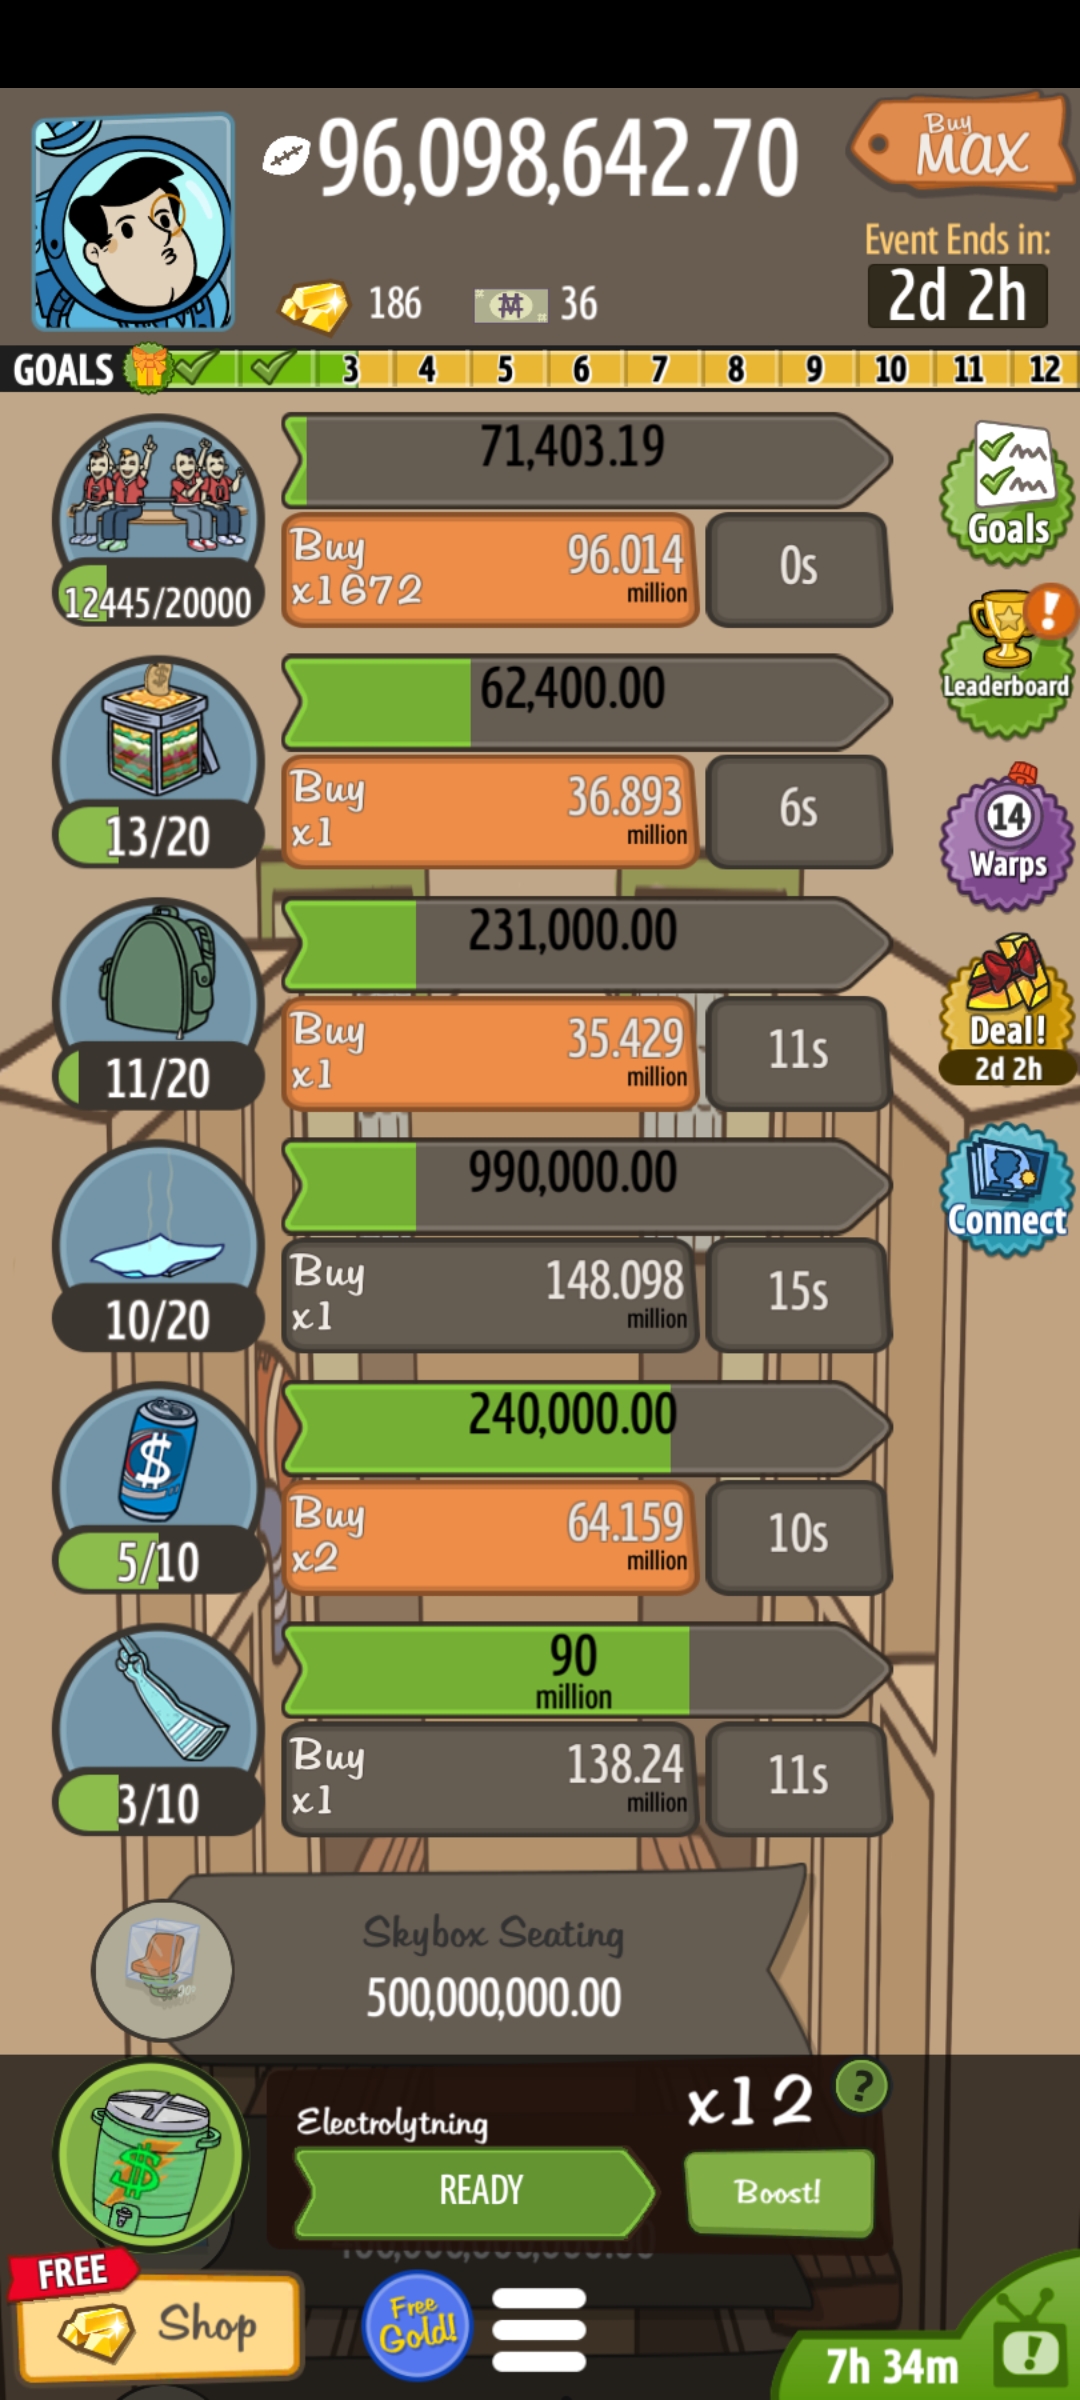 96,098,642.70
Buy
MAX
Event Ends in:
2d 2h
186
36
GOALS 3 4 5 6 7 8 9 10 11 12
71,403.19
Buy
x1672
96.014
million
0s
12445/20000
Goals
62,400.00
Buy
x1
36.893
million
6s
13/20
!
Leaderboard
231,000.00
Buy
x1
35.429
million
11s
11/20
14
Warps
Deal!
2d 2h
990,000.00
Buy
x1
148.098
million
15s
10/20
Connect
240,000.00
Buy
x2
64.159
million
10s
$
5/10
90
million
Buy
x1
138.24
million
11s
3/10
Skybox Seating
500,000,000.00
Electrolytning
x12
?
$
READY
Boost!
FREE
Shop
Free
Gold!
7h 34m
!